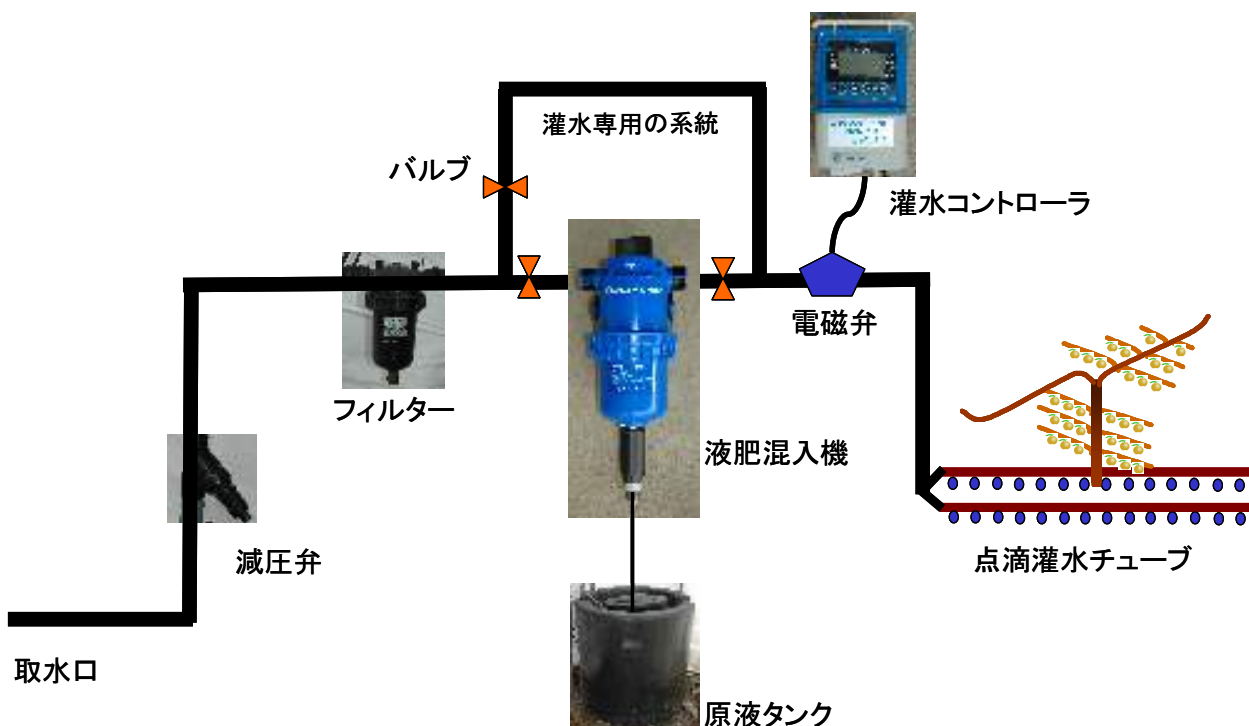 灌水専用の系統
バルブ
灌水コントローラ
電磁弁
フィルター
液肥混入機
減圧弁
点滴灌水チューブ
取水口
原液タンク